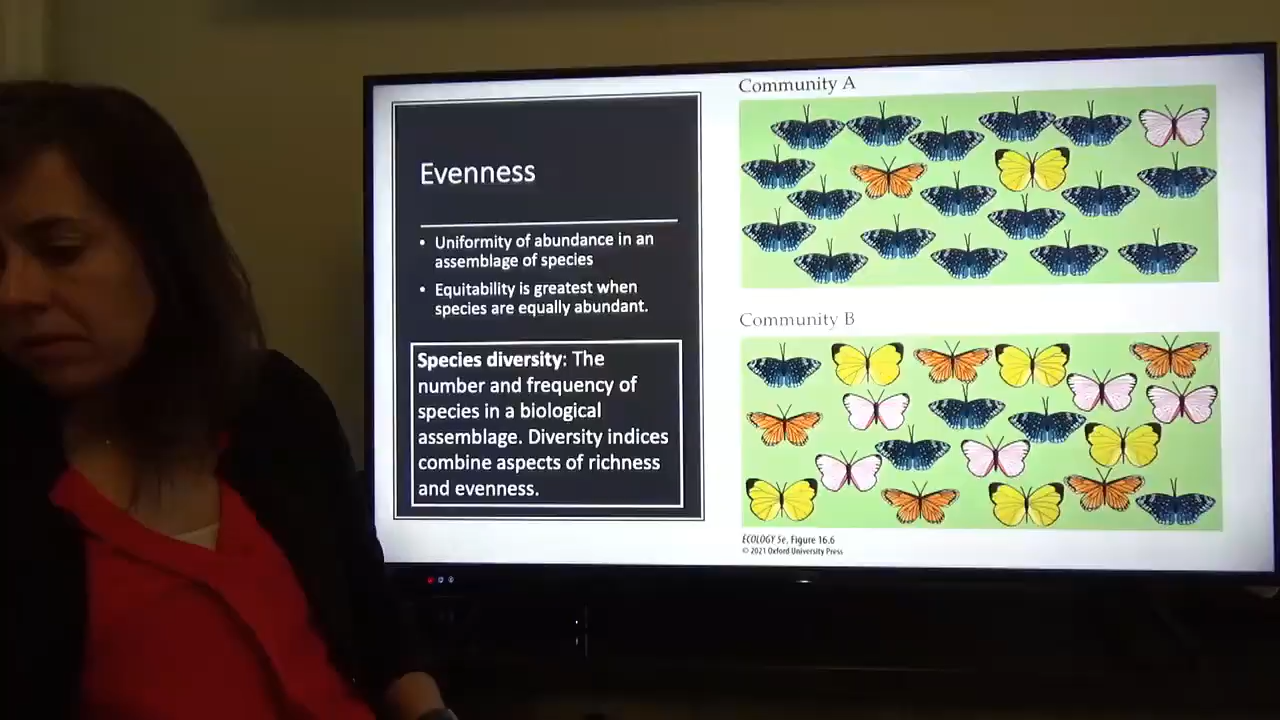 Evenness
• Uniformity of abundance in an
assemblage of species
• Equitability is greatest when
species are equally abundant.
Species diversity: The
number and frequency of
species in a biological
assemblage. Diversity indices
combine aspects of richness
and evenness.
Community A
Community B
ECOLOGY 5e, Figure 16.6
© 2021 Oxford University Press